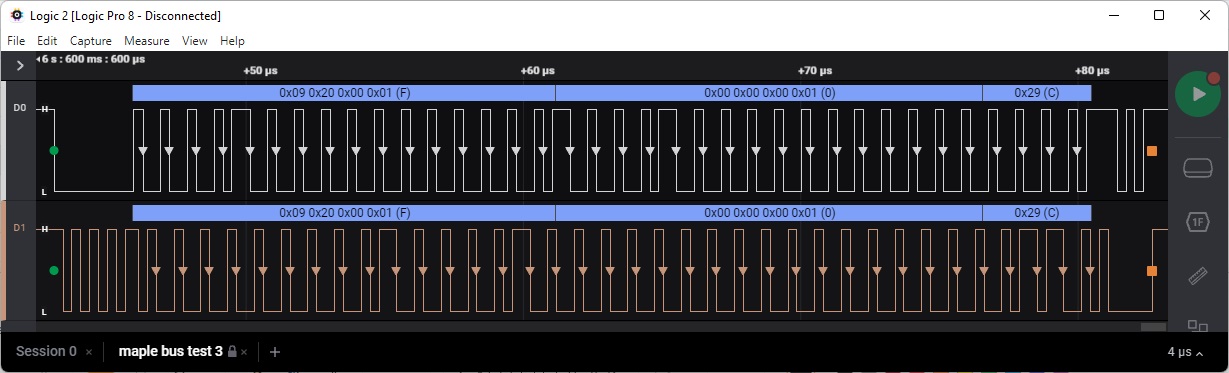 Logic 2 [Logic Pro 8 - Disconnected]
File Edit Capture Measure View Help
6 s : 600 ms : 600 µs
+50 µs +60 µs +70 µs +80 µs
0x09 0x20 0x00 0x01 (F) 0x00 0x00 0x00 0x01 (0) 0x29 (C)
D0 H
L
0x09 0x20 0x00 0x01 (F) 0x00 0x00 0x00 0x01 (0) 0x29 (C)
D1 H
1F
L
Session 0 × maple bus test 3 × + 4 µs